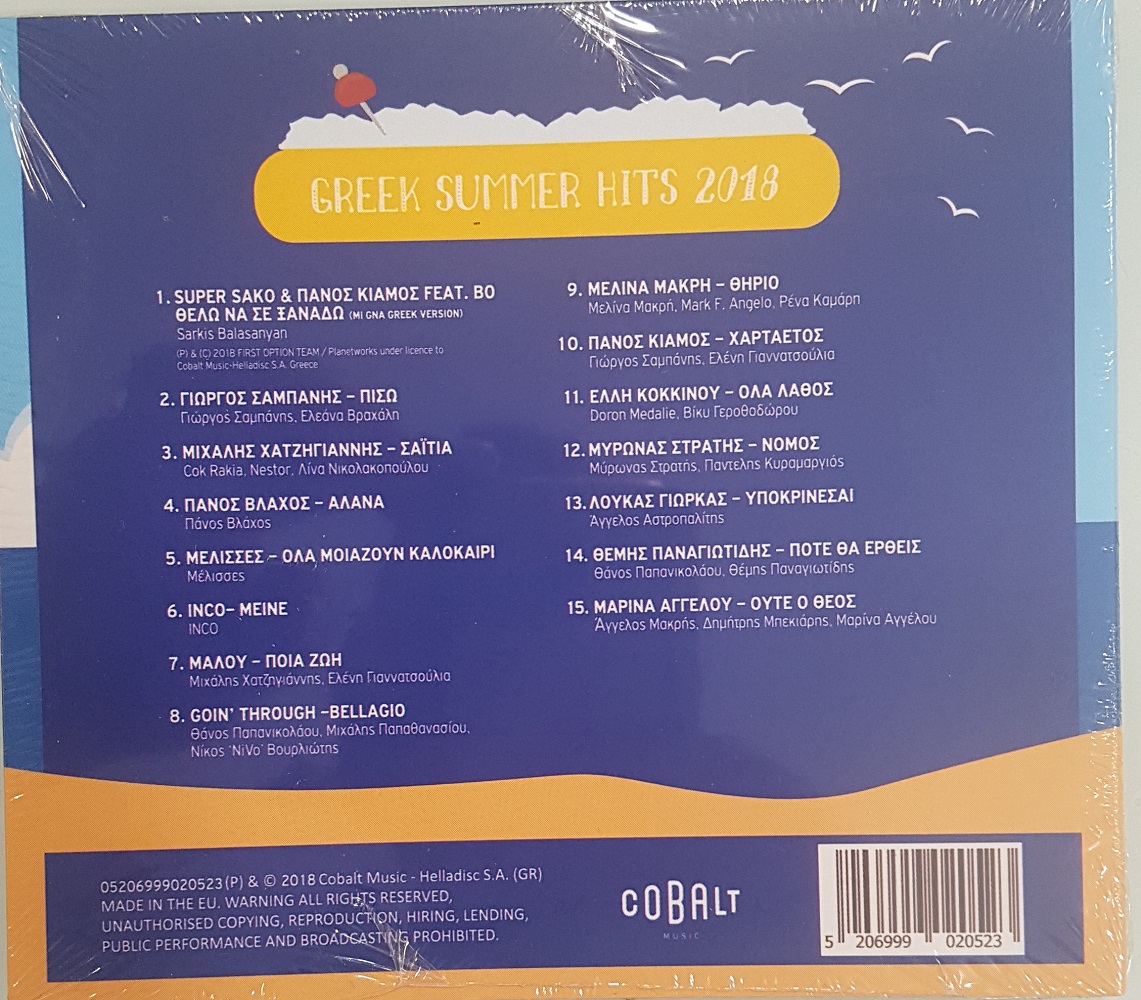 GREEK SUMMER HITS 2018
1. SUPER SAKO & ΠΑΝΟΣ ΚΙΑΜΟΣ FEAT. BO
ΘΕΛΩ ΝΑ ΣΕ ΞΑΝΑΔΩ (MI GNA GREEK VERSION)
Sarkis Balasanyan
(P) & (C) 2018 FIRST OPTION TEAM / Planetworks under licence to
Cobalt Music-Helladisc S.A. Greece
2. ΓΙΩΡΓΟΣ ΣΑΜΠΑΝΗΣ – ΠΙΣΩ
Γιώργος Σαμπάνης, Ελεάνα Βραχάλη
3. ΜΙΧΑΛΗΣ ΧΑΤΖΗΓΙΑΝΝΗΣ – ΣΑΪΤΙΑ
Cok Rakia, Nestor, Λίνα Νικολακοπούλου
4. ΠΑΝΟΣ ΒΛΑΧΟΣ – ΑΛΑΝΑ
Πάνος Βλάχος
5. ΜΕΛΙΣΣΕΣ – ΟΛΑ ΜΟΙΑΖΟΥΝ ΚΑΛΟΚΑΙΡΙ
Μέλισσες
6. INCO– ΜΕΙΝΕ
INCO
7. ΜΑΛΟΥ – ΠΟΙΑ ΖΩΗ
Μιχάλης Χατζηγιάννης, Ελένη Γιαννατσούλια
8. GOIN' THROUGH –BELLAGIO
Θάνος Παπανικολάου, Μιχάλης Παπαθανασίου,
Νίκος 'NiVo' Βουρλιώτης
9. ΜΕΛΙΝΑ ΜΑΚΡΗ – ΘΗΡΙΟ
Μελίνα Μακρή, Mark F. Angelo, Ρένα Καμάρη
10. ΠΑΝΟΣ ΚΙΑΜΟΣ – ΧΑΡΤΑΕΤΟΣ
Γιώργος Σαμπάνης, Ελένη Γιαννατσούλια
11. ΕΛΛΗ ΚΟΚΚΙΝΟΥ – ΟΛΑ ΛΑΘΟΣ
Doron Medalie, Βίκυ Γεροθοδώρου
12. ΜΥΡΩΝΑΣ ΣΤΡΑΤΗΣ – ΝΟΜΟΣ
Μύρωνας Στρατής, Παντελης Κυραμαργιός
13. ΛΟΥΚΑΣ ΓΙΩΡΚΑΣ – ΥΠΟΚΡΙΝΕΣΑΙ
Άγγελος Αστροπαλίτης
14. ΘΕΜΗΣ ΠΑΝΑΓΙΩΤΙΔΗΣ – ΠΟΤΕ ΘΑ ΕΡΘΕΙΣ
Θάνος Παπανικολάου, Θέμης Παναγιωτίδης
15. ΜΑΡΙΝΑ ΑΓΓΕΛΟΥ – ΟΥΤΕ Ο ΘΕΟΣ
Άγγελος Μακρής, Δημήτρης Μπεκιάρης, Μαρίνα Αγγέλου
05206999020523(P) & © 2018 Cobalt Music - Helladisc S.A. (GR)
MADE IN THE EU. WARNING ALL RIGHTS RESERVED,
UNAUTHORISED COPYING, REPRODUCTION, HIRING, LENDING,
PUBLIC PERFORMANCE AND BROADCASTING PROHIBITED.
COBALT
MUSIC
5 206999 020523